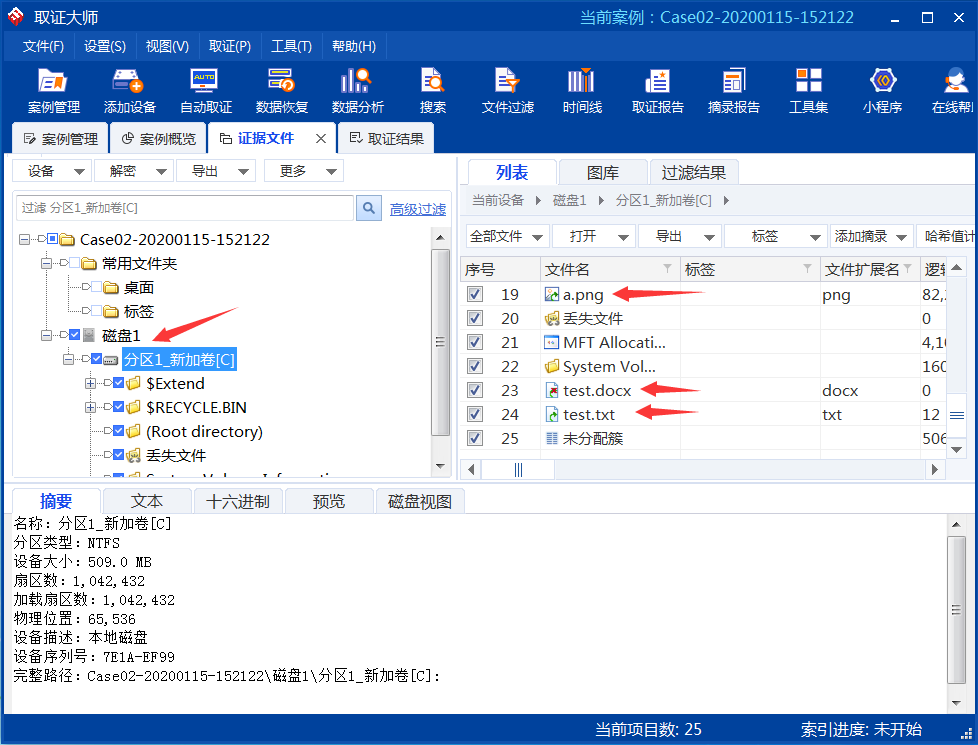 取证大师
当前案例：Case02-20200115-152122
文件(F) 设置(S) 视图(V) 取证(P) 工具(T) 帮助(H)
AUTO
案例管理 添加设备 自动取证 数据恢复 数据分析 搜索 文件过滤 时间线 取证报告 摘录报告 工具集 小程序 在线帮
案例管理 案例概览 证据文件 取证结果
设备 解密 导出 更多
过滤 分区1_新加卷[C]
高级过滤
Case02-20200115-152122
常用文件夹
桌面
标签
磁盘1
分区1_新加卷[C]
$Extend
$RECYCLE.BIN
(Root directory)
丢失文件
列表 图库 过滤结果
当前设备 磁盘1 分区1_新加卷[C]
全部文件 打开 导出 标签 添加摘录 哈希值计
序号 文件名 标签 文件扩展名 逻辑
19 a.png png 82,
20 丢失文件 0
21 MFT Allocati... 4,1
22 System Vol... 160
23 test.docx docx 0
24 test.txt txt 12
25 未分配簇 506
摘要 文本 十六进制 预览 磁盘视图
名称: 分区1_新加卷[C]
分区类型: NTFS
设备大小: 509.0 MB
扇区数: 1,042,432
加载扇区数: 1,042,432
物理位置: 65,536
设备描述: 本地磁盘
设备序列号: 7E1A-EF99
完整路径: Case02-20200115-152122\磁盘1\分区1_新加卷[C]:
当前项目数: 25
索引进度: 未开始